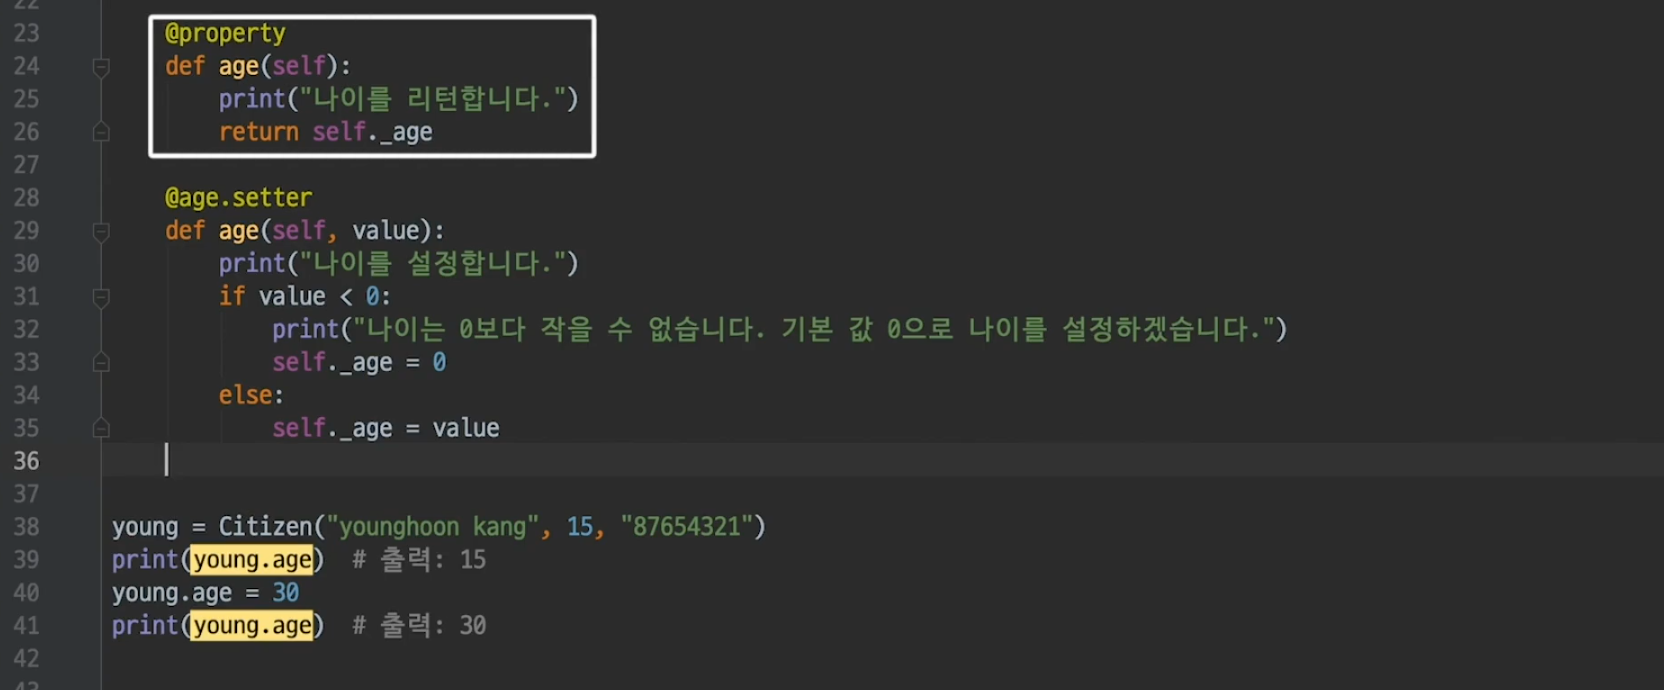 22
23 @property
24 def age(self):
25 print("나이를 리턴합니다.")
26 return self._age
27
28 @age.setter
29 def age(self, value):
30 print("나이를 설정합니다.")
31 if value < 0:
32 print("나이는 0보다 작을 수 없습니다. 기본 값 0으로 나이를 설정하겠습니다.")
33 self._age = 0
34 else:
35 self._age = value
36
37
38 young = Citizen("younghoon kang", 15, "87654321")
39 print(young.age) # 출력: 15
40 young.age = 30
41 print(young.age) # 출력: 30
42
43